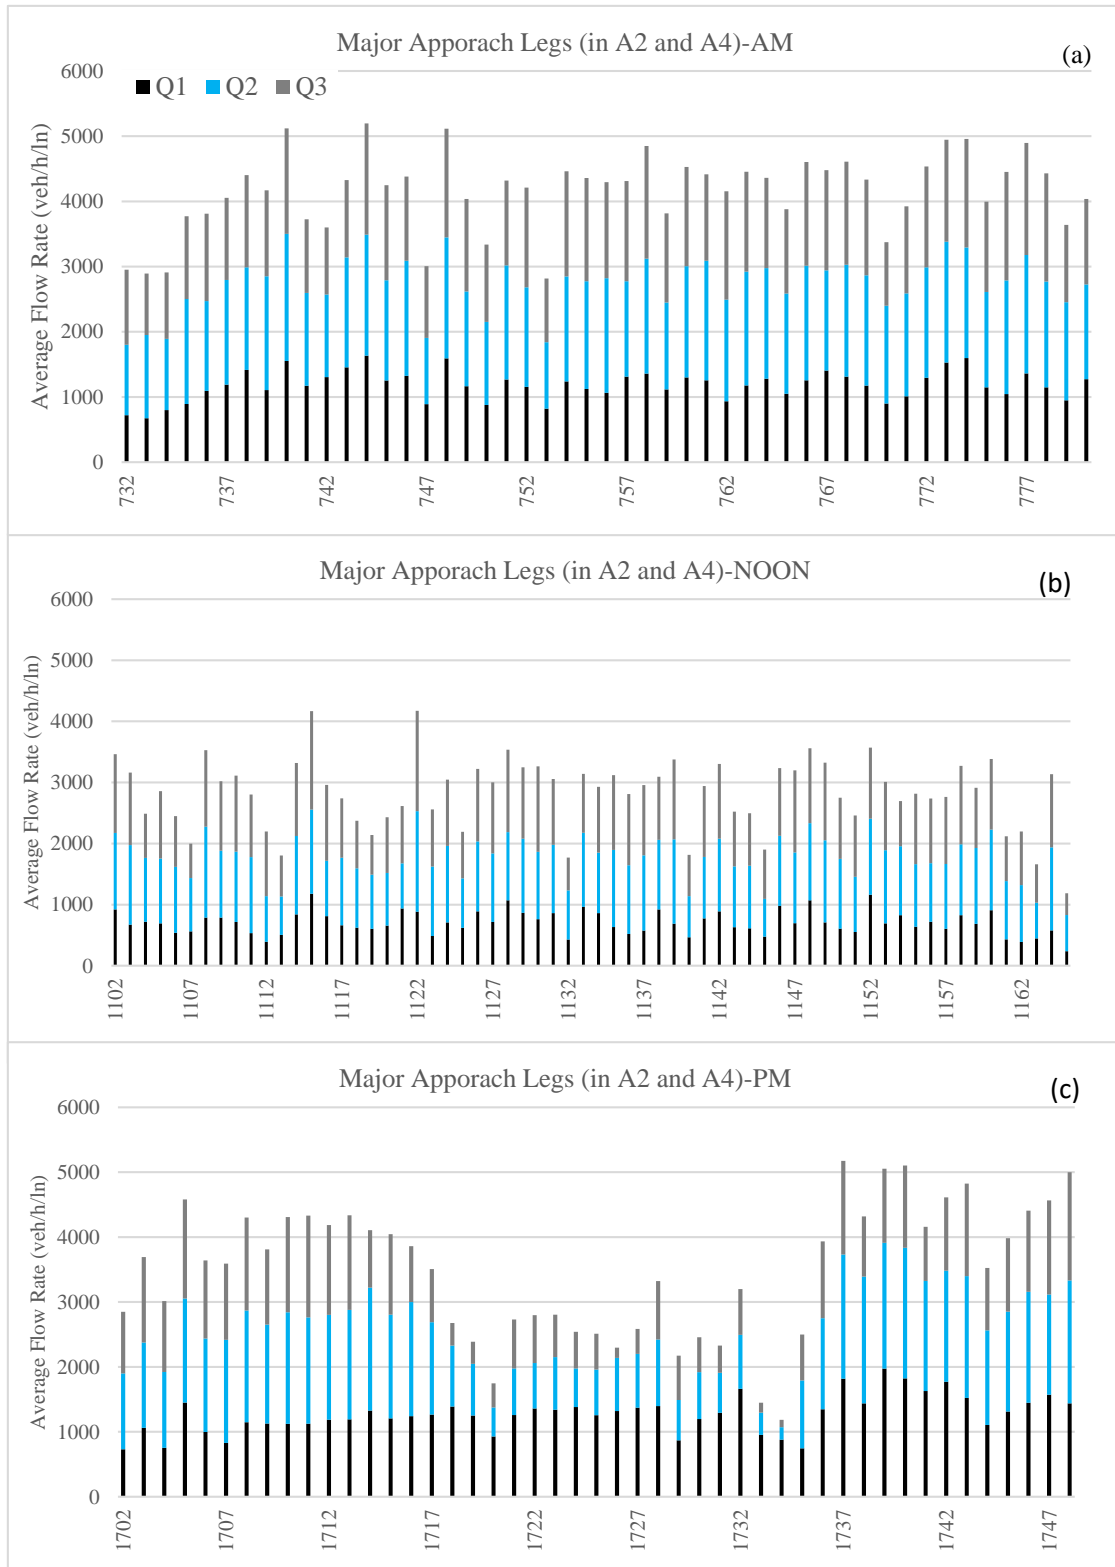 Major Apporach Legs (in A2 and A4)-AM
(a)
Q1 Q2 Q3
Average Flow Rate (veh/h/ln)
6000
5000
4000
3000
2000
1000
0
732 737 742 747 752 757 762 767 772 777
Major Apporach Legs (in A2 and A4)-NOON
(b)
Average Flow Rate (veh/h/ln)
6000
5000
4000
3000
2000
1000
0
1102 1107 1112 1117 1122 1127 1132 1137 1142 1147 1152 1157 1162
Major Apporach Legs (in A2 and A4)-PM
(c)
Average Flow Rate (veh/h/ln)
6000
5000
4000
3000
2000
1000
0
1702 1707 1712 1717 1722 1727 1732 1737 1742 1747